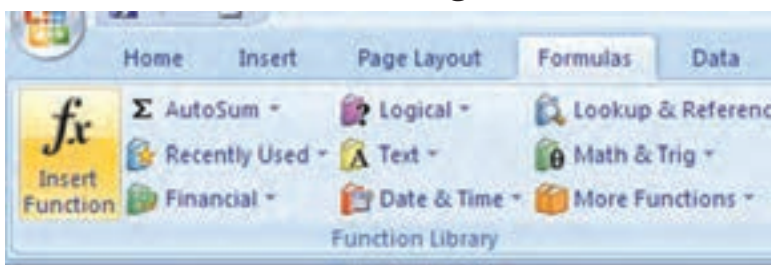 Home Insert Page Layout Formulas Data
fx Insert Function
Σ AutoSum Logical Lookup & Referenc
Recently Used Text Math & Trig
Financial Date & Time More Functions
Function Library